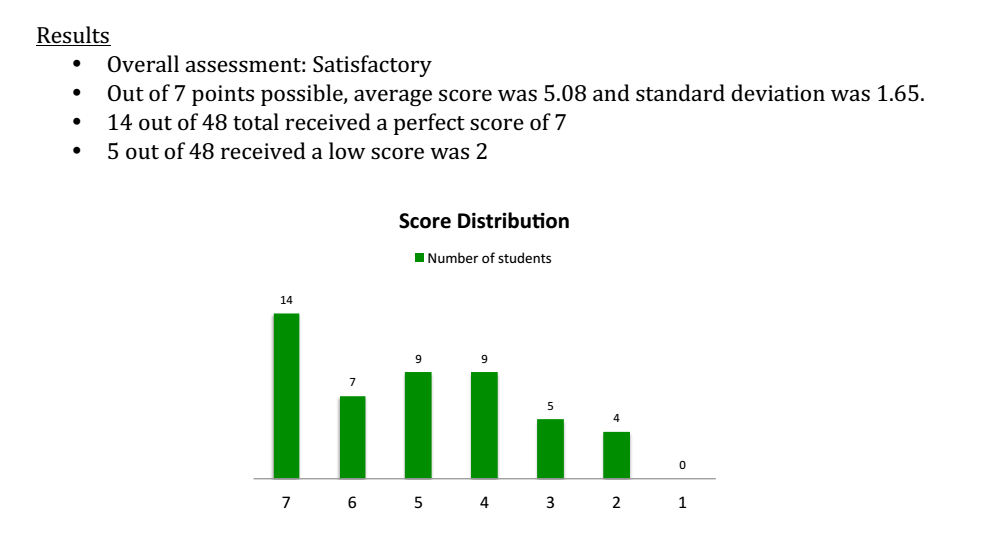 Results
• Overall assessment: Satisfactory
• Out of 7 points possible, average score was 5.08 and standard deviation was 1.65.
• 14 out of 48 total received a perfect score of 7
• 5 out of 48 received a low score was 2
Score Distribution
Number of students
14
7
9
9
5
4
0
7 6 5 4 3 2 1